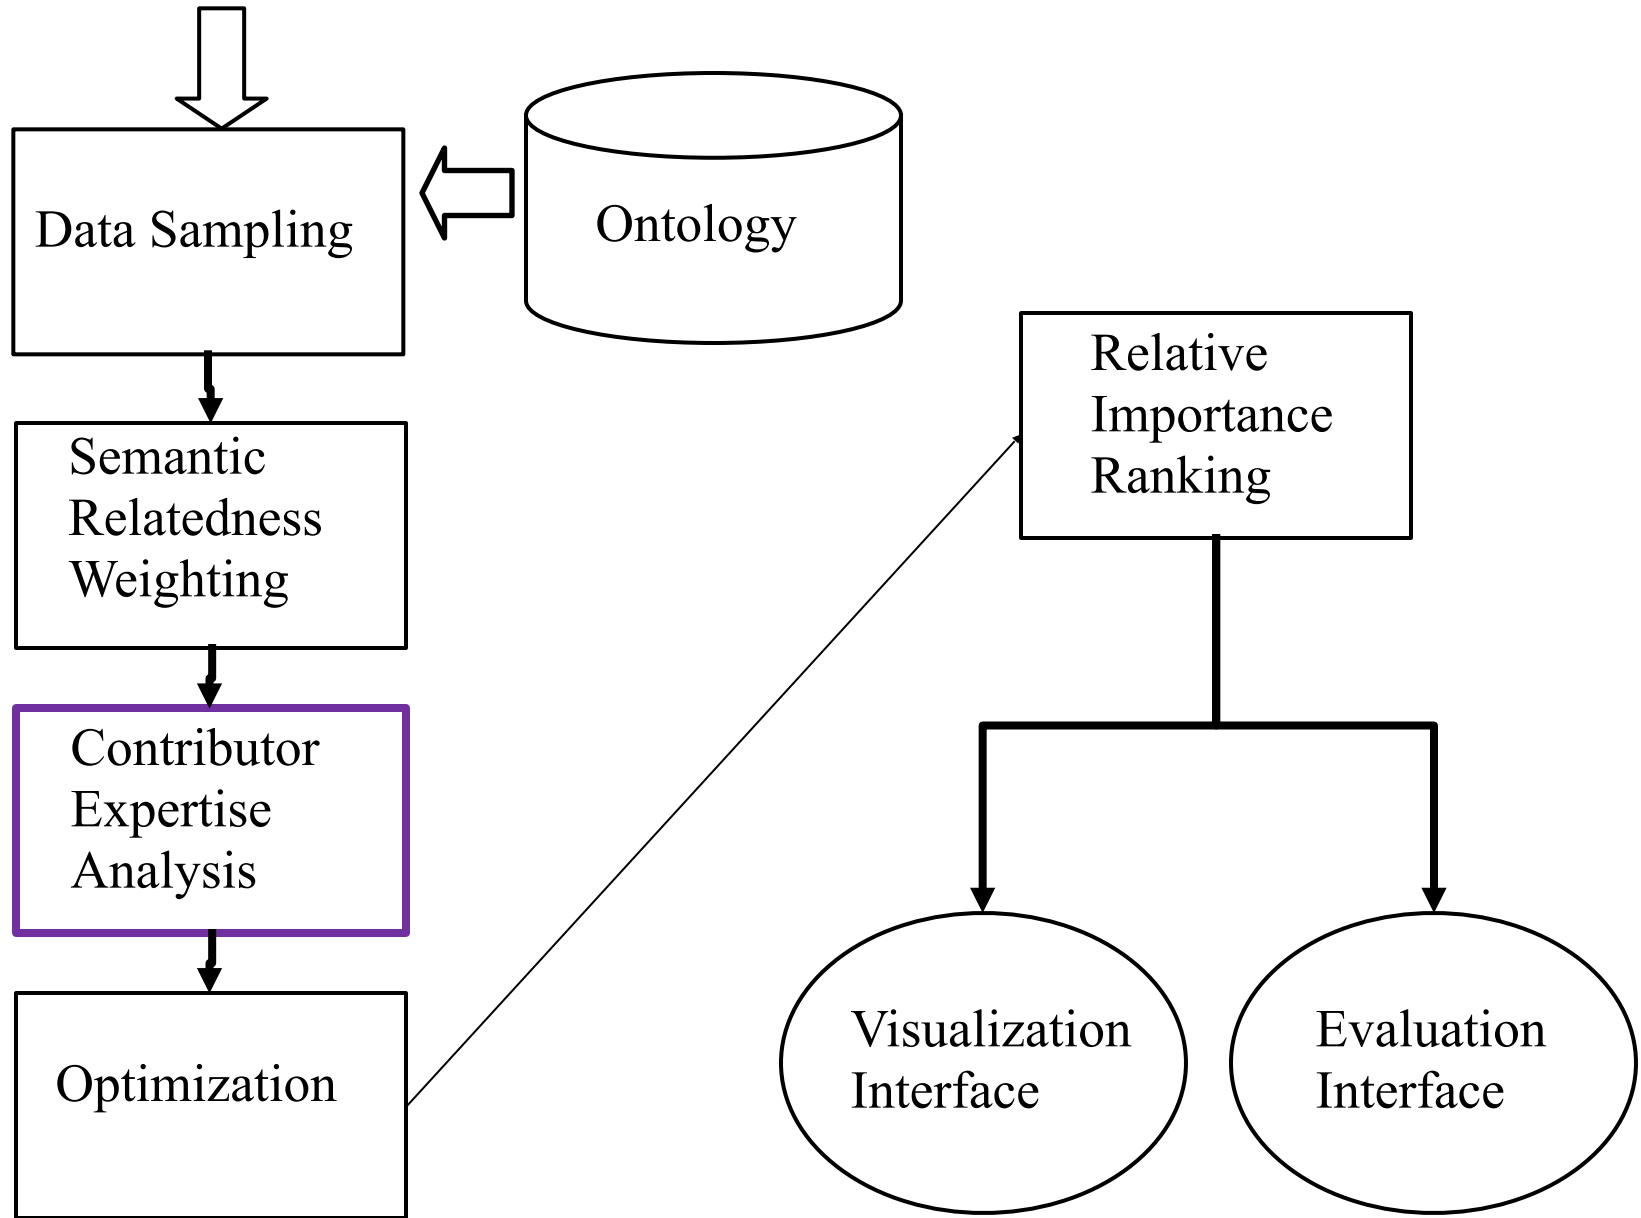 Data Sampling
Ontology
Semantic
Relatedness
Weighting
Contributor
Expertise
Analysis
Optimization
Relative
Importance
Ranking
Visualization
Interface
Evaluation
Interface